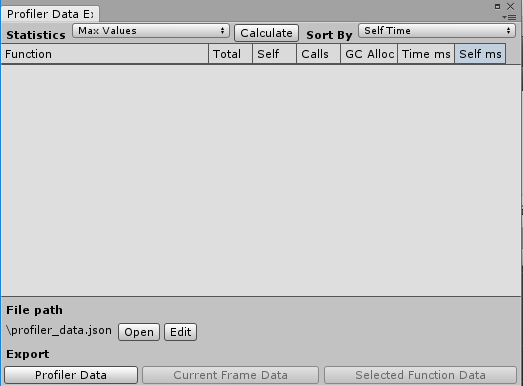 Profiler Data E
Statistics Max Values Calculate Sort By Self Time
Function Total Self Calls GC Alloc Time ms Self ms
File path
\profiler_data.json Open Edit
Export
Profiler Data Current Frame Data Selected Function Data